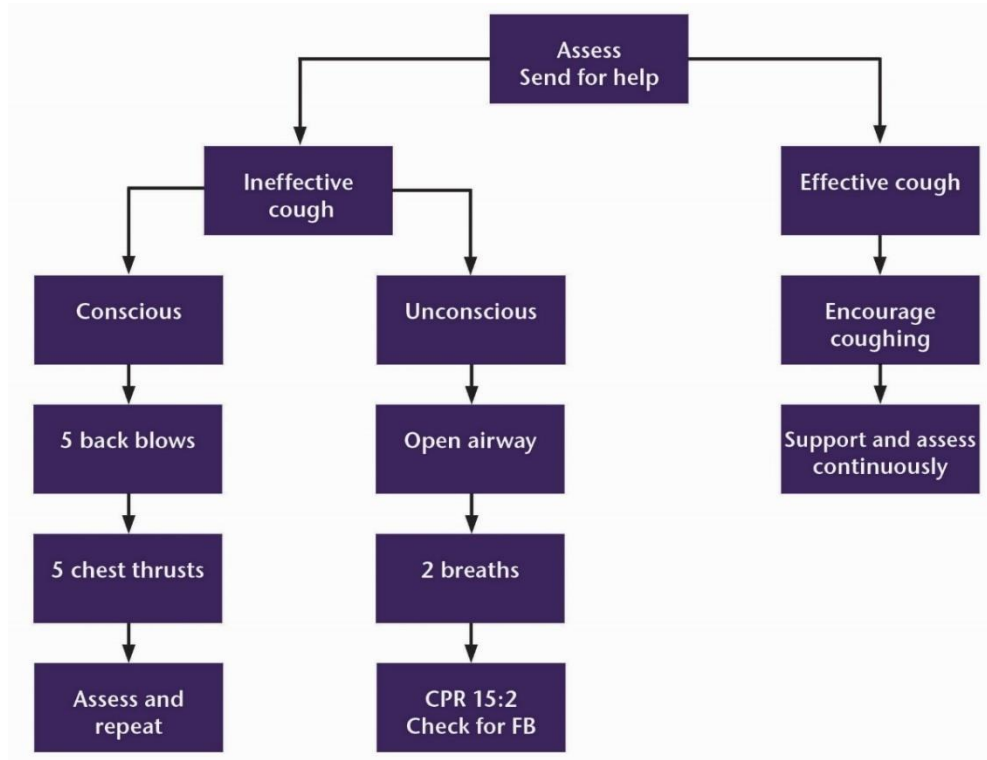 Assess
Send for help
Ineffective
cough
Effective cough
Conscious
Unconscious
Encourage
coughing
5 back blows
Open airway
Support and assess
continuously
5 chest thrusts
2 breaths
Assess and
repeat
CPR 15:2
Check for FB